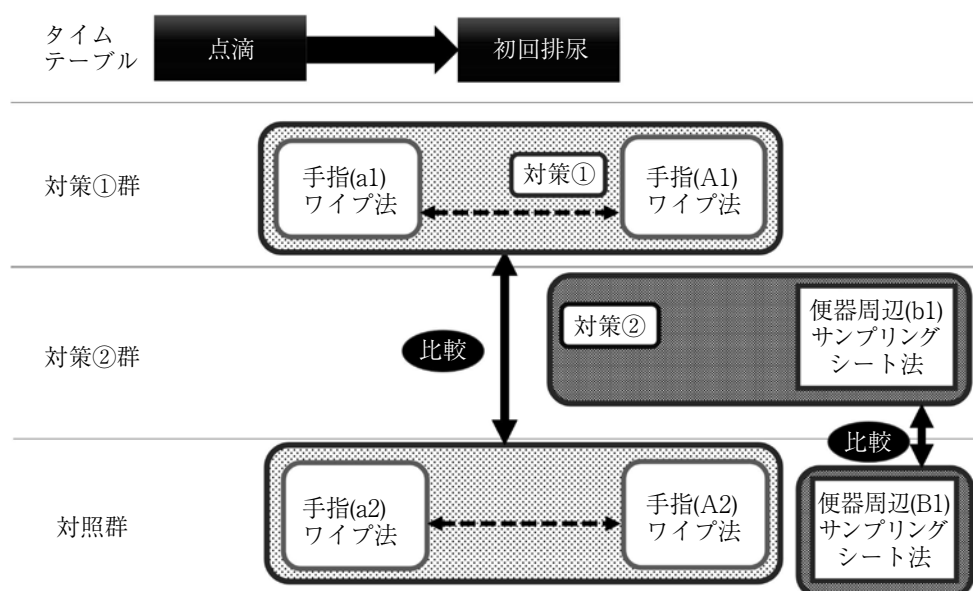 タイム
テーブル
点滴
初回排尿
対策①群
手指(a1)
ワイプ法
対策①
手指(A1)
ワイプ法
対策②群
比較
対策②
便器周辺(b1)
サンプリング
シート法
比較
対照群
手指(a2)
ワイプ法
手指(A2)
ワイプ法
便器周辺(B1)
サンプリング
シート法